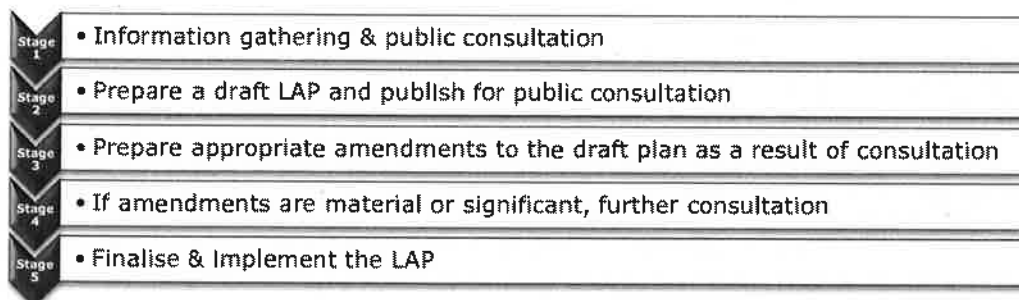 Stage
1
• Information gathering & public consultation
Stage
2
• Prepare a draft LAP and publish for public consultation
Stage
3
• Prepare appropriate amendments to the draft plan as a result of consultation
Stage
4
• If amendments are material or significant, further consultation
Stage
5
• Finalise & Implement the LAP